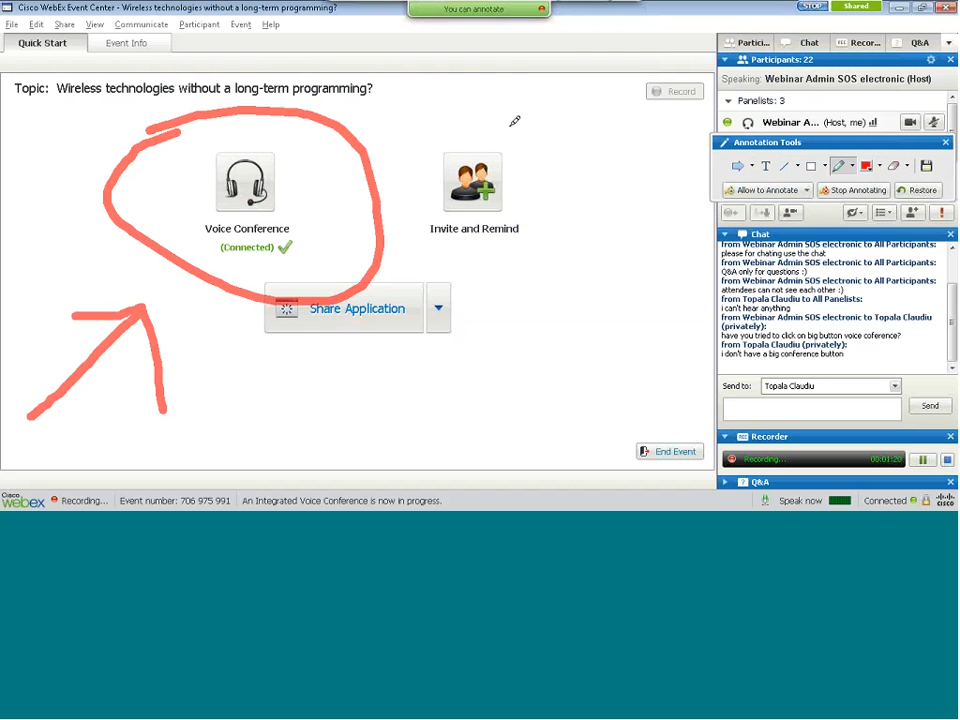 You can annotate
STOP
Shared
Cisco WebEx Event Center - Wireless technologies without a long-term programming?
File Edit Share View Communicate Participant Event Help
Quick Start Event Info
Topic: Wireless technologies without a long-term programming?
Record
Voice Conference
(Connected)
Invite and Remind
Share Application
End Event
Partici... Chat Recor... Q&A
Participants: 22
Speaking: Webinar Admin SOS electronic (Host)
Panelists: 3
Webinar A... (Host, me)
Annotation Tools
T
Allow to Annotate Stop Annotating Restore
Chat
from Webinar Admin SOS electronic to All Participants:
please for chating use the chat
from Webinar Admin SOS electronic to All Participants:
Q&A only for questions :)
from Webinar Admin SOS electronic to All Participants:
attendees can not see each other :)
from Topala Claudiu to All Panelists:
i can't hear anything
from Webinar Admin SOS electronic to Topala Claudiu
(privately):
have you tried to click on big button voice coference?
from Topala Claudiu (privately):
i don't have a big conference button
Send to: Topala Claudiu
Send
REC Recorder
Recording... 00:01:20
? Q&A
Cisco
webex Recording... Event number: 706 975 991 An Integrated Voice Conference is now in progress. Speak now Connected
CISCO